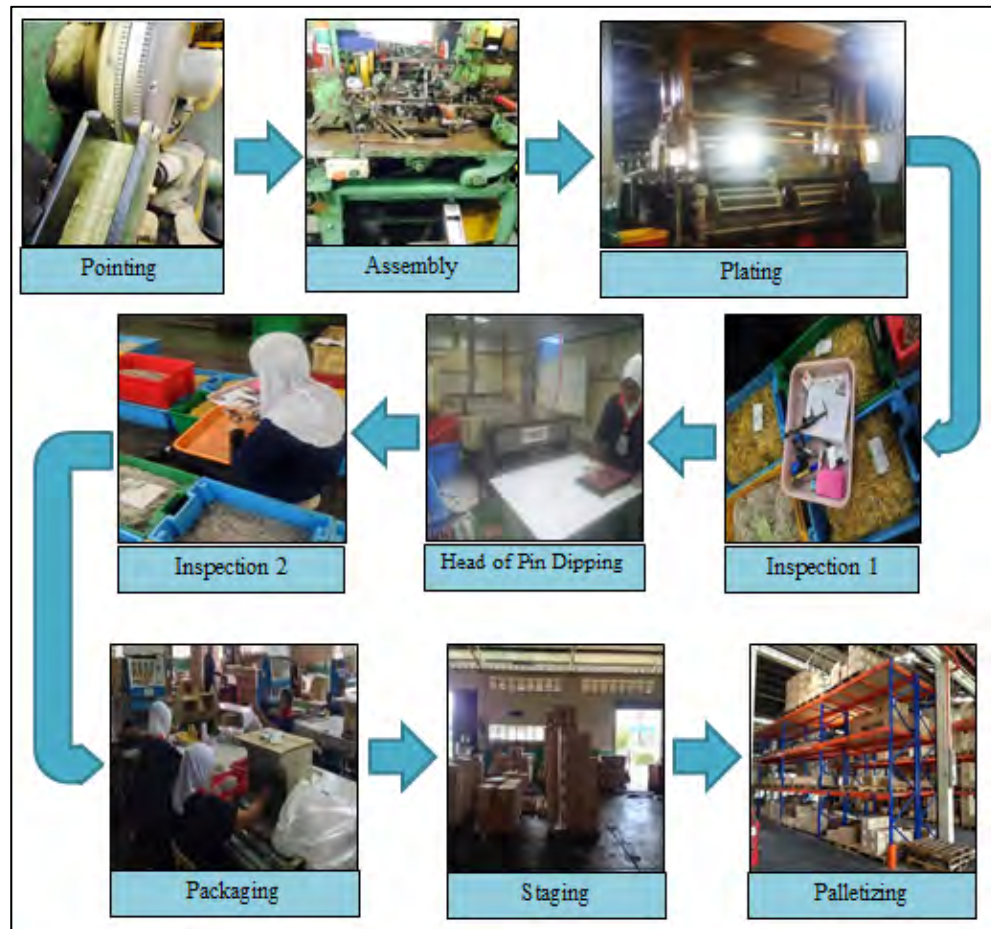 Pointing
Assembly
Plating
Inspection 1
Head of Pin Dipping
Inspection 2
Packaging
Staging
Palletizing